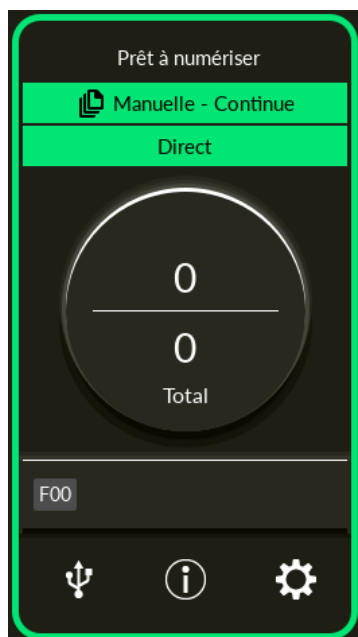 Prêt à numériser
Manuelle - Continue
Direct
0
0
Total
F00